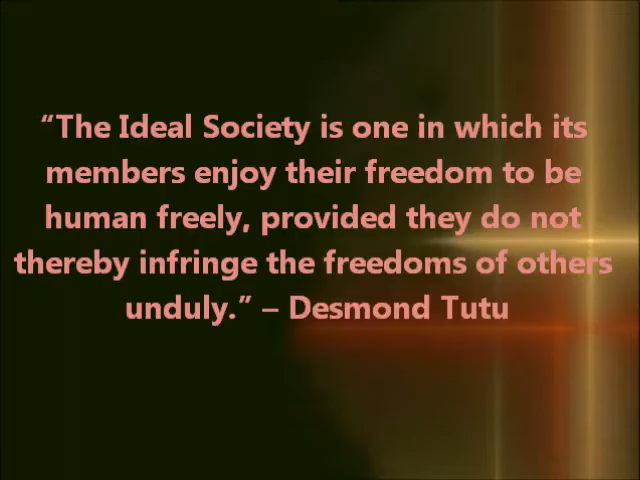 “The Ideal Society is one in which its
members enjoy their freedom to be
human freely, provided they do not
thereby infringe the freedoms of others
unduly.” – Desmond Tutu